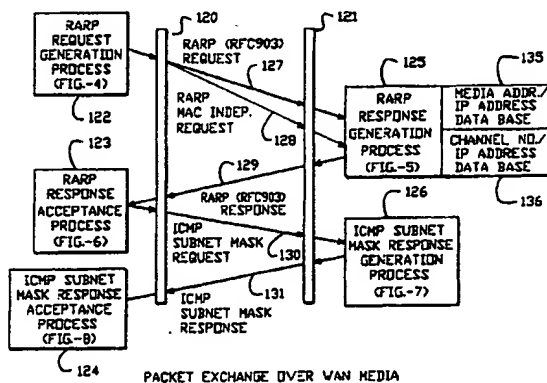 120
121
RARP
REQUEST
GENERATION
PROCESS
(FIG.-4)
122
RARP (RFC903)
REQUEST
127
RARP
MAC INDEP.
REQUEST
128
125
135
RARP
RESPONSE
GENERATION
PROCESS
(FIG.-5)
MEDIA ADDR./
IP ADDRESS
DATA BASE
CHANNEL NO./
IP ADDRESS
DATA BASE
136
123
129
RARP
RESPONSE
ACCEPTANCE
PROCESS
(FIG.-6)
RARP (RFC903)
RESPONSE
ICMP
SUBNET MASK
REQUEST
130
126
ICMP SUBNET
MASK RESPONSE
GENERATION
PROCESS
(FIG.-7)
ICMP SUBNET
MASK RESPONSE
ACCEPTANCE
PROCESS
(FIG.-8)
124
131
ICMP
SUBNET MASK
RESPONSE
PACKET EXCHANGE OVER WAN MEDIA